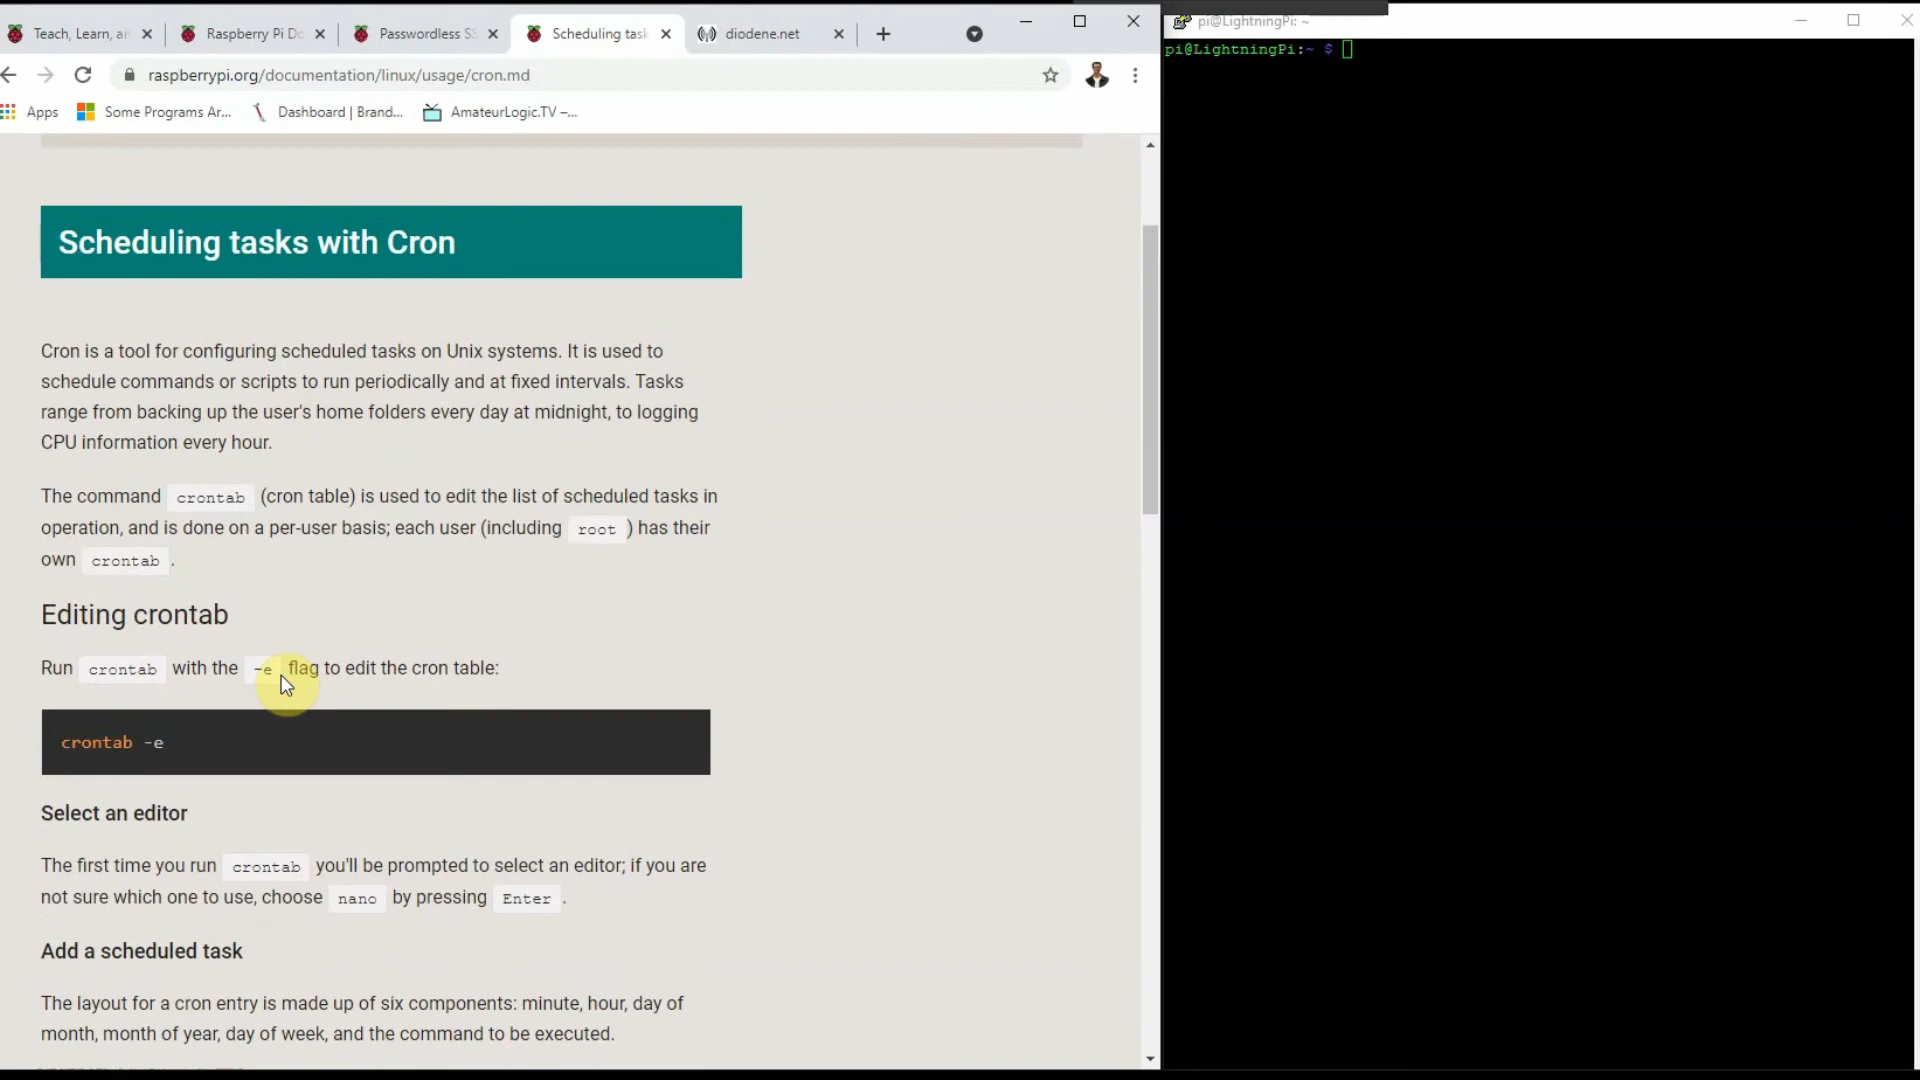 Teach, Learn, an
Raspberry Pi Do
Passwordless SS
Scheduling task
diodene.net
raspberrypi.org/documentation/linux/usage/cron.md
Apps
Some Programs Ar...
Dashboard | Brand...
AmateurLogic.TV –...
Scheduling tasks with Cron
Cron is a tool for configuring scheduled tasks on Unix systems. It is used to
schedule commands or scripts to run periodically and at fixed intervals. Tasks
range from backing up the user's home folders every day at midnight, to logging
CPU information every hour.
The command crontab (cron table) is used to edit the list of scheduled tasks in
operation, and is done on a per-user basis; each user (including root ) has their
own crontab .
Editing crontab
Run crontab with the -e flag to edit the cron table:
crontab -e
Select an editor
The first time you run crontab you'll be prompted to select an editor; if you are
not sure which one to use, choose nano by pressing Enter .
Add a scheduled task
The layout for a cron entry is made up of six components: minute, hour, day of
month, month of year, day of week, and the command to be executed.
pi@LightningPi: ~
pi@LightningPi:~ $